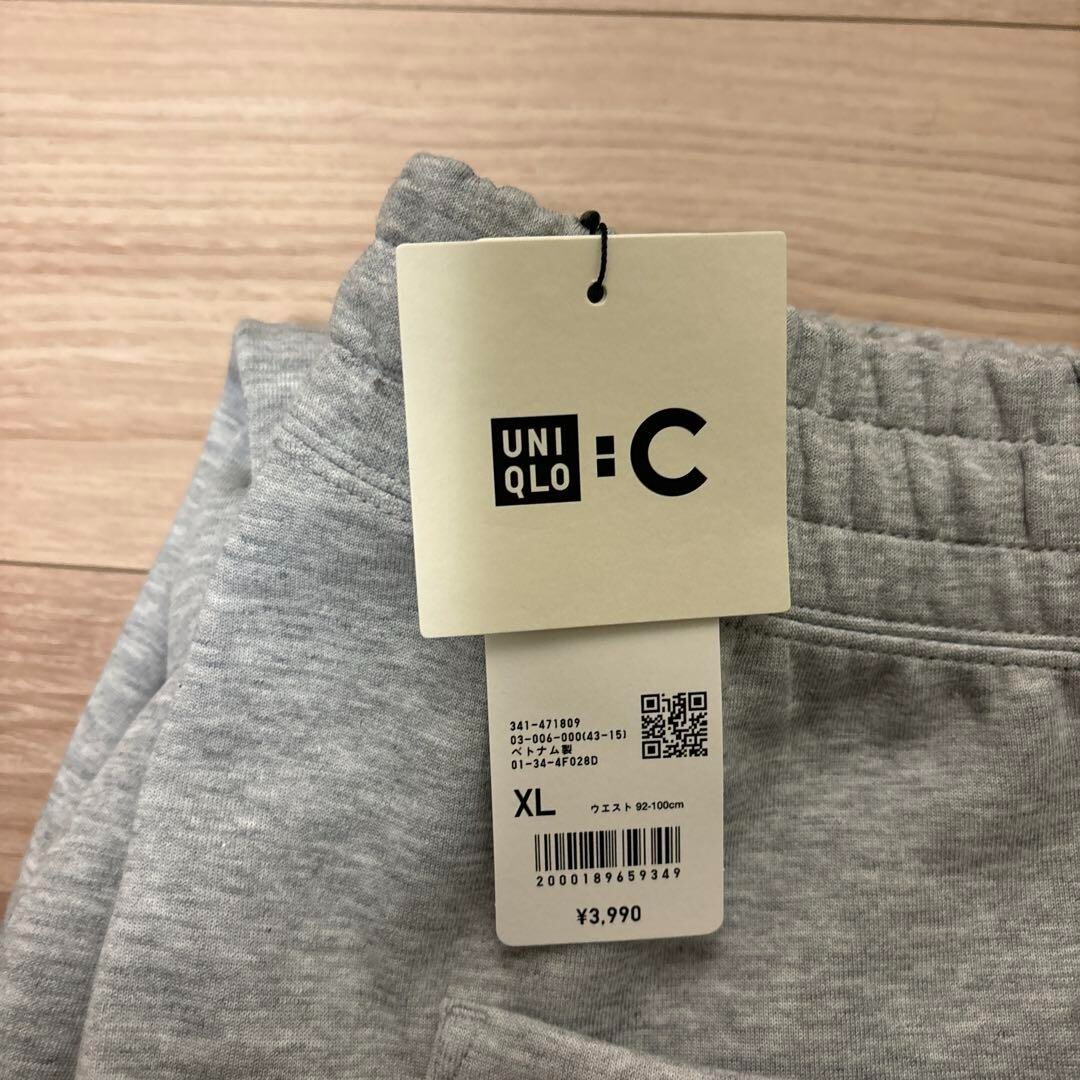 UNI
QLO
:C
341-471809
03-006-000(43-15)
ベトナム製
01-34-4F028D
XL ウエスト 92-100cm
2000189659349
¥3,990